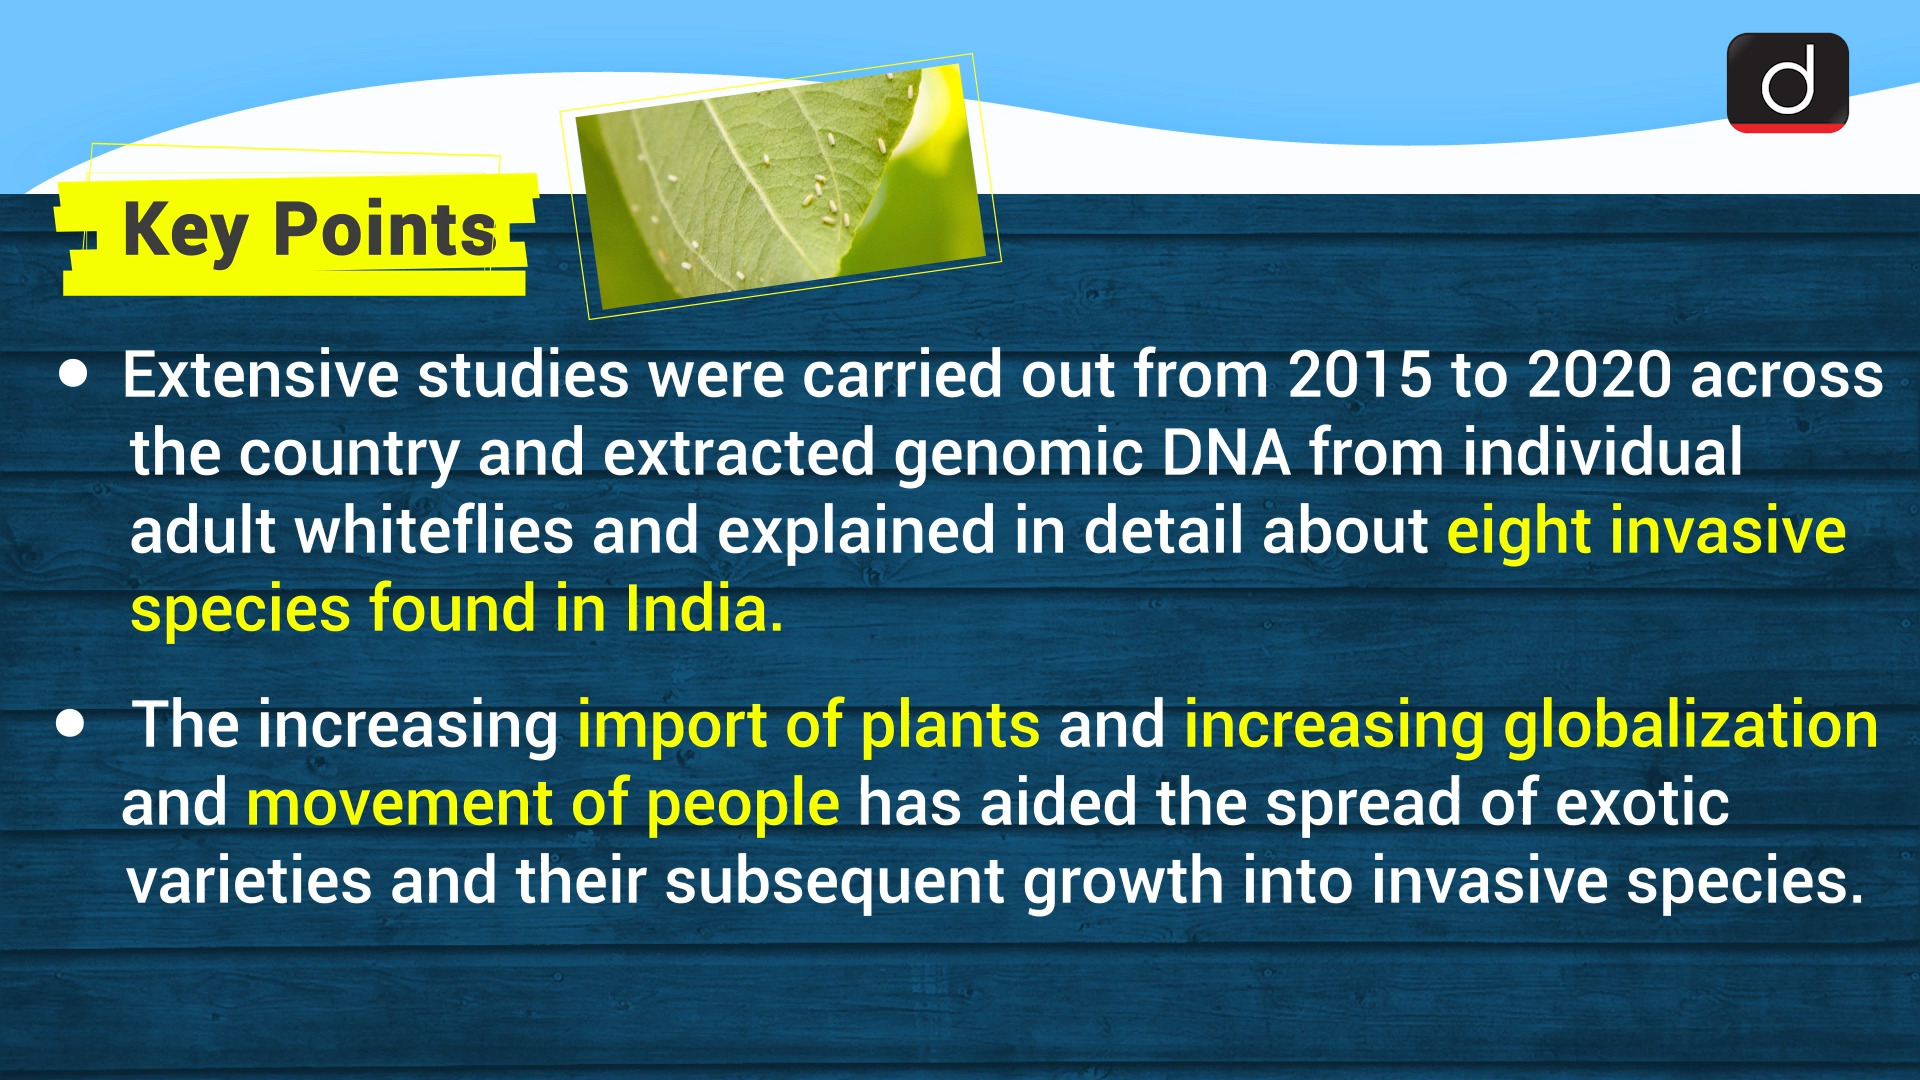 d
Key Points
• Extensive studies were carried out from 2015 to 2020 across
the country and extracted genomic DNA from individual
adult whiteflies and explained in detail about eight invasive
species found in India.
• The increasing import of plants and increasing globalization
and movement of people has aided the spread of exotic
varieties and their subsequent growth into invasive species.